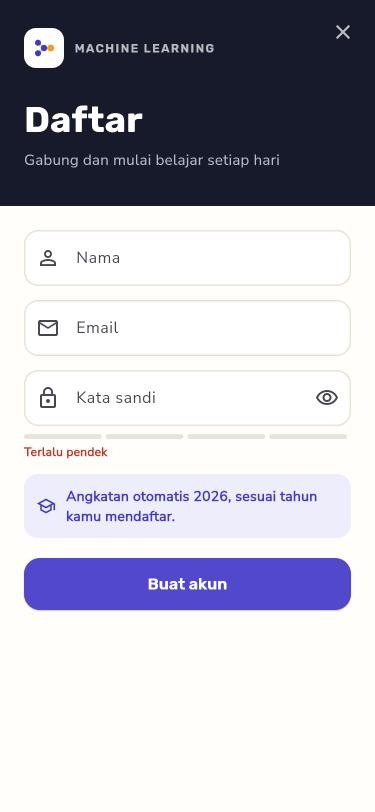 MACHINE LEARNING
Daftar
Gabung dan mulai belajar setiap hari
Nama
Email
Kata sandi
Terlalu pendek
Angkatan otomatis 2026, sesuai tahun
kamu mendaftar.
Buat akun